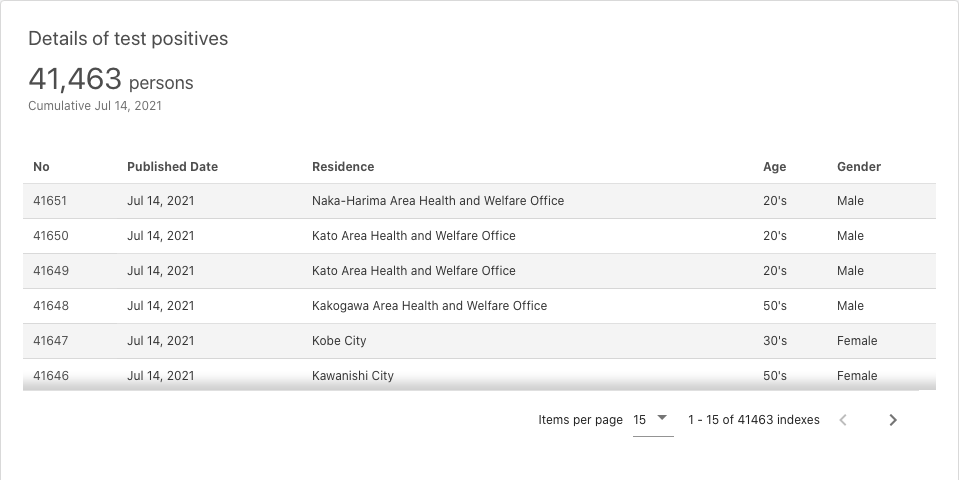 Details of test positives
41,463 persons
Cumulative Jul 14, 2021
No Published Date Residence Age Gender
41651 Jul 14, 2021 Naka-Harima Area Health and Welfare Office 20's Male
41650 Jul 14, 2021 Kato Area Health and Welfare Office 20's Male
41649 Jul 14, 2021 Kato Area Health and Welfare Office 20's Male
41648 Jul 14, 2021 Kakogawa Area Health and Welfare Office 50's Male
41647 Jul 14, 2021 Kobe City 30's Female
41646 Jul 14, 2021 Kawanishi City 50's Female
Items per page 15 1 - 15 of 41463 indexes